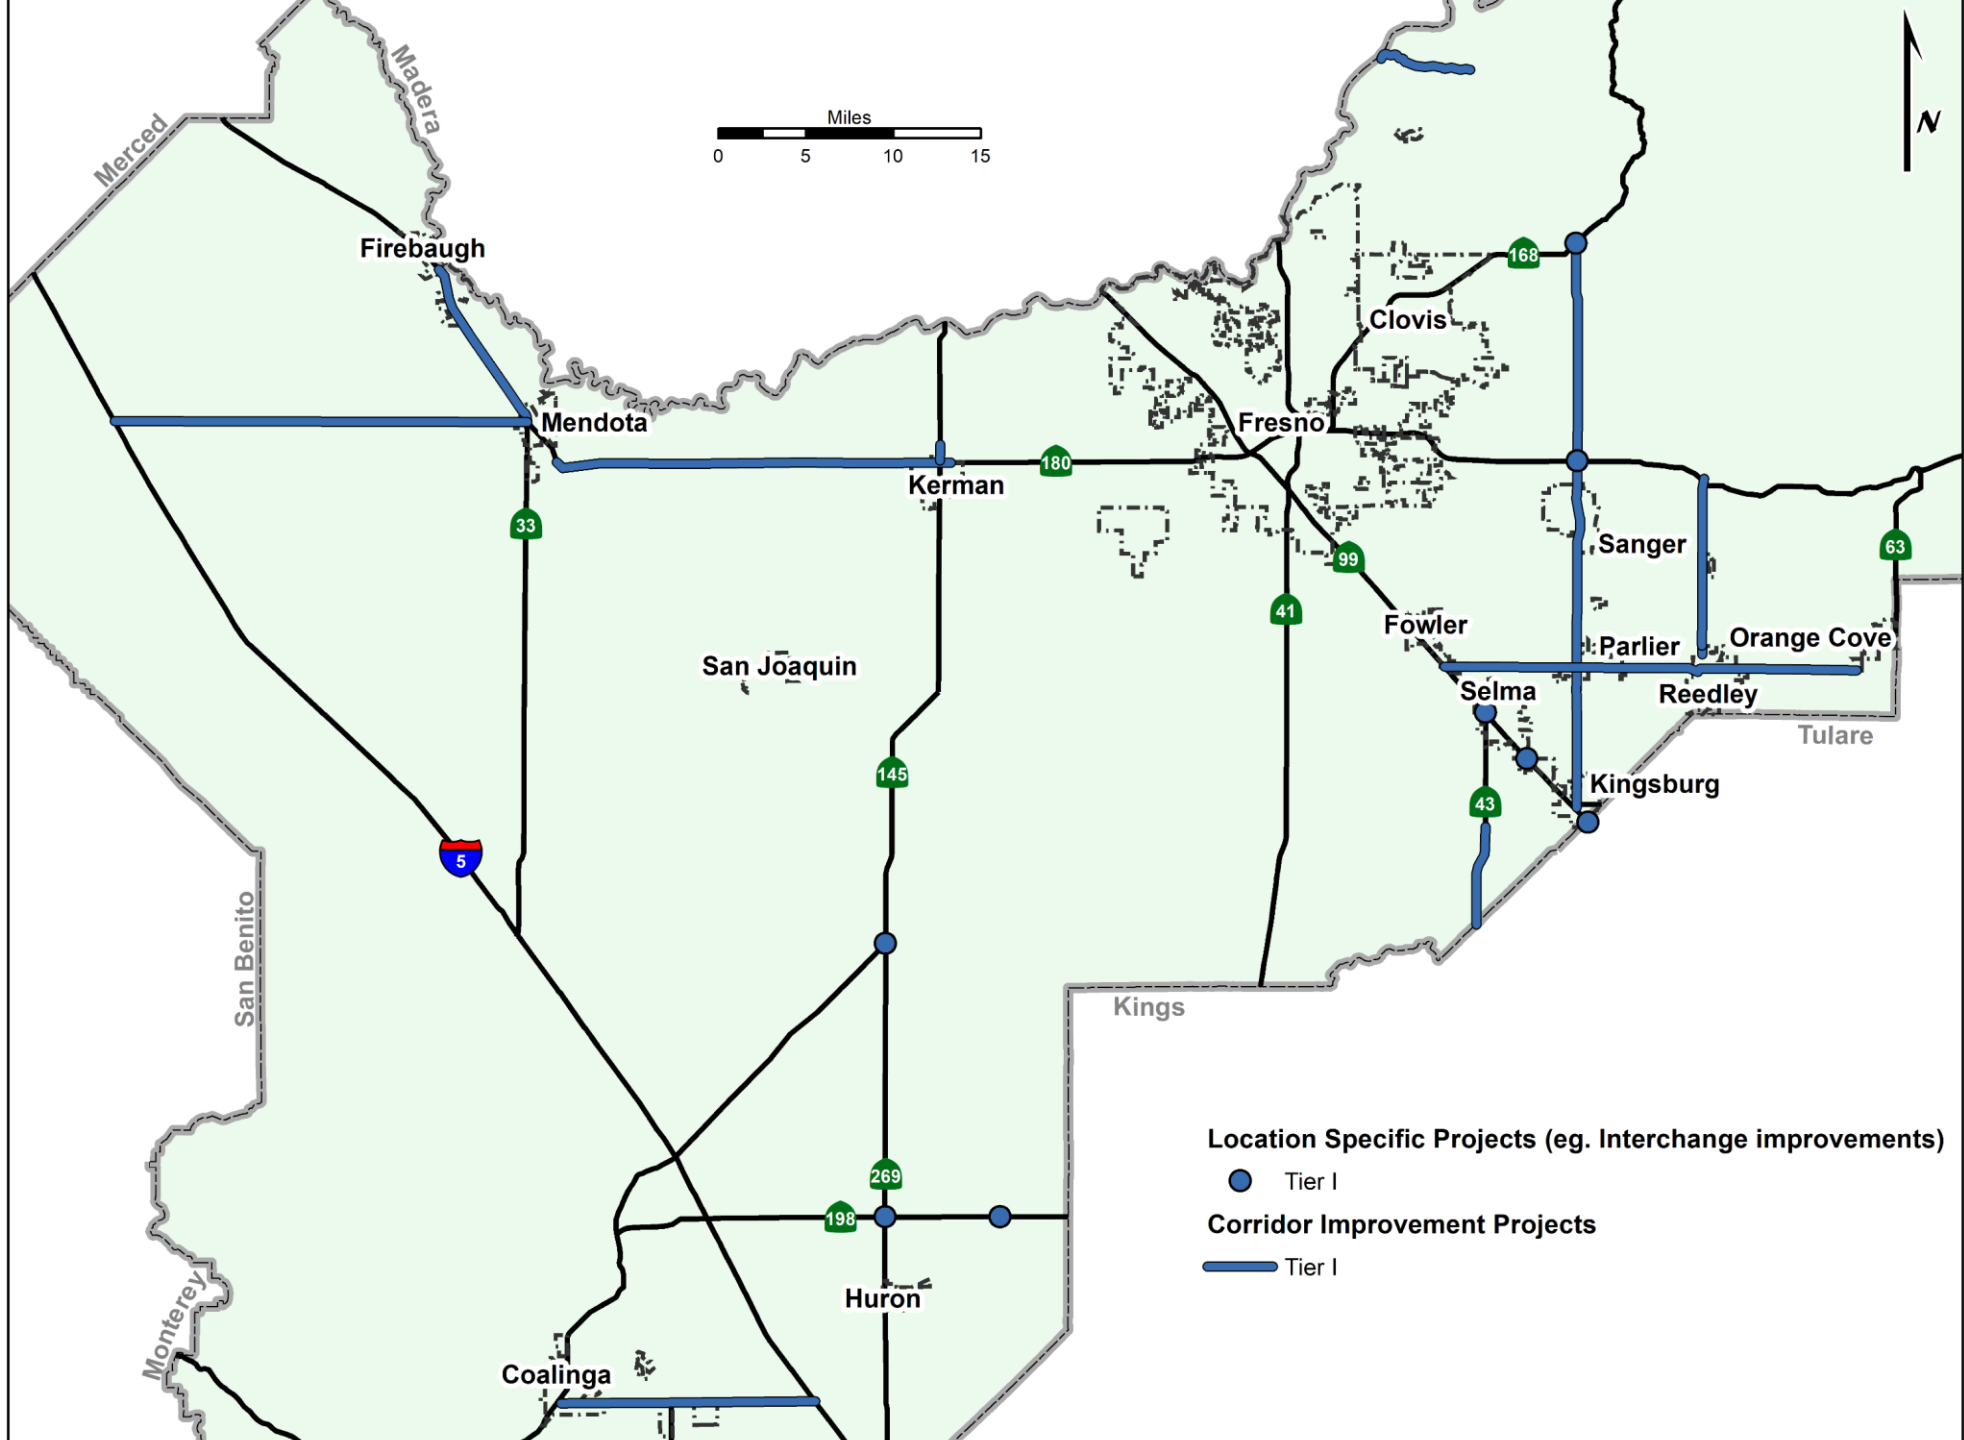 Madera
Merced
Miles
0 5 10 15
N
Firebaugh
168
Clovis
Mendota
Fresno
180
Kerman
33
Sanger
63
99
41
Fowler
Parlier
Orange Cove
San Joaquin
Selma
Reedley
Tulare
145
Kingsburg
43
5
San Benito
Kings
Location Specific Projects (eg. Interchange improvements)
Tier I
269
198
Corridor Improvement Projects
Tier I
Monterey
Huron
Coalinga